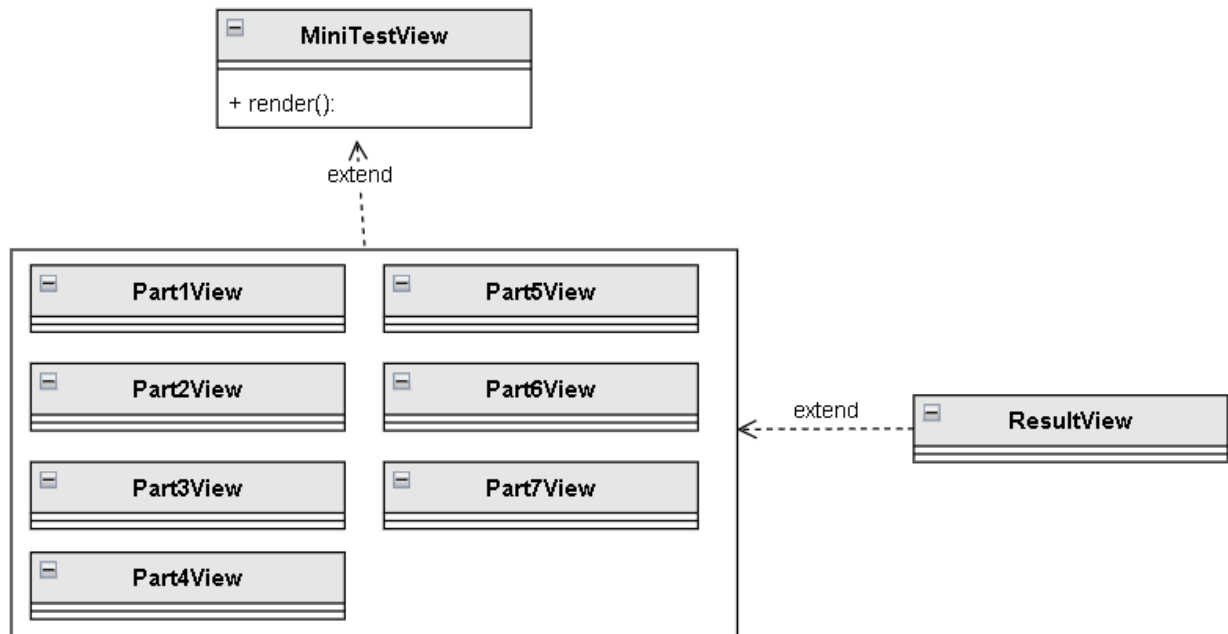 MiniTestView
+ render():
extend
Part1View
Part5View
Part2View
Part6View
extend
ResultView
Part3View
Part7View
Part4View